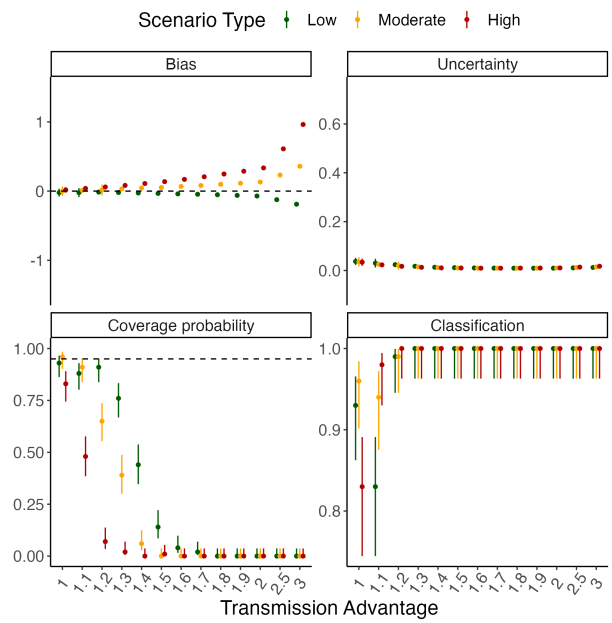 Scenario Type Low Moderate High
Bias Uncertainty
1
0
-1
0.6
0.4
0.2
0.0
Coverage probability Classification
1.00
0.75
0.50
0.25
0.00
1.0
0.9
0.8
1 1.1 1.2 1.3 1.4 1.5 1.6 1.7 1.8 1.9 2 2.5 3
1 1.1 1.2 1.3 1.4 1.5 1.6 1.7 1.8 1.9 2 2.5 3
Transmission Advantage